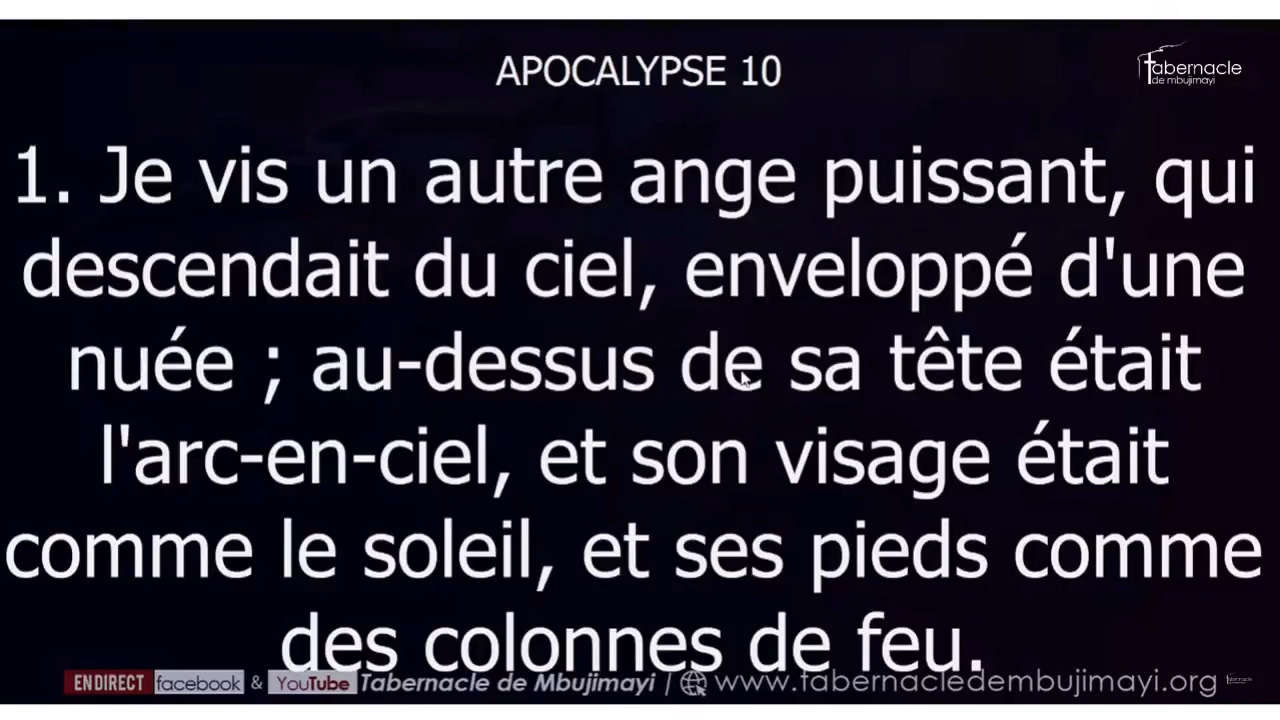 APOCALYPSE 10
Tabernacle
de mbujimayi
1. Je vis un autre ange puissant, qui
descendait du ciel, enveloppé d'une
nuée ; au-dessus de sa tête était
l'arc-en-ciel, et son visage était
comme le soleil, et ses pieds comme
des colonnes de feu.
EN DIRECT facebook & YouTube Tabernacle de Mbujimayi | www.tabernacledembujimayi.org